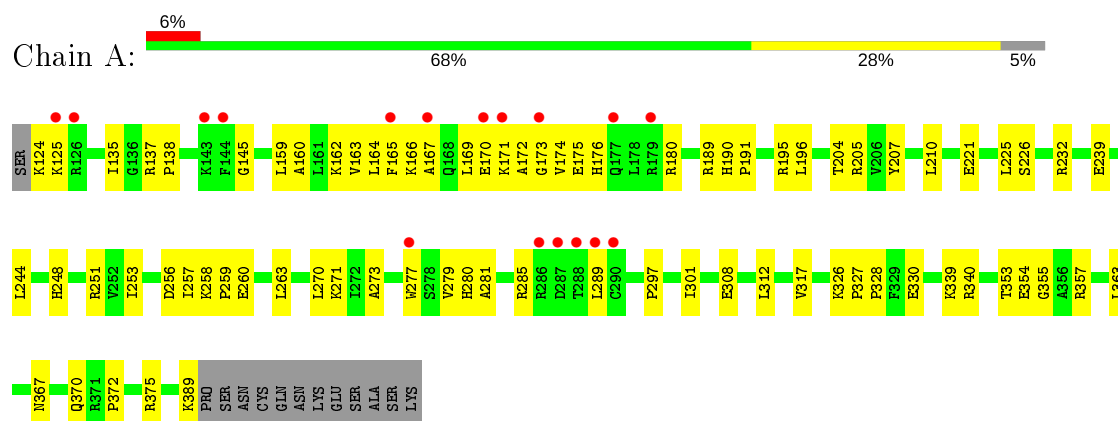 6%
Chain A:
68% 28% 5%
SER K124 K125 R126 I135 G136 R137 P138 K143 F144 G145 L159 A160 L161 K162 V163 L164 F165 K166 A167 Q168 L169 E170 K171 A172 G173 V174 E175 H176 Q177 L178 R179 R180 R189 H190 P191 R195 L196 T204 R205 V206 Y207 L210 E221 L225 S226 R232 E239
L244 H248 R251 V252 I253 D256 I257 K258 P259 E260 L263 L270 K271 I272 A273 W277 S278 V279 H280 A281 R285 R286 D287 T288 L289 C290 P297 I301 E308 L312 V317 K326 P327 P328 F329 E330 K339 R340 T353 E354 G355 A356 R357 L363
N367 Q370 R371 P372 R375 K389 PRO SER ASN CYS GLN ASN LYS GLU SER ALA SER LYS